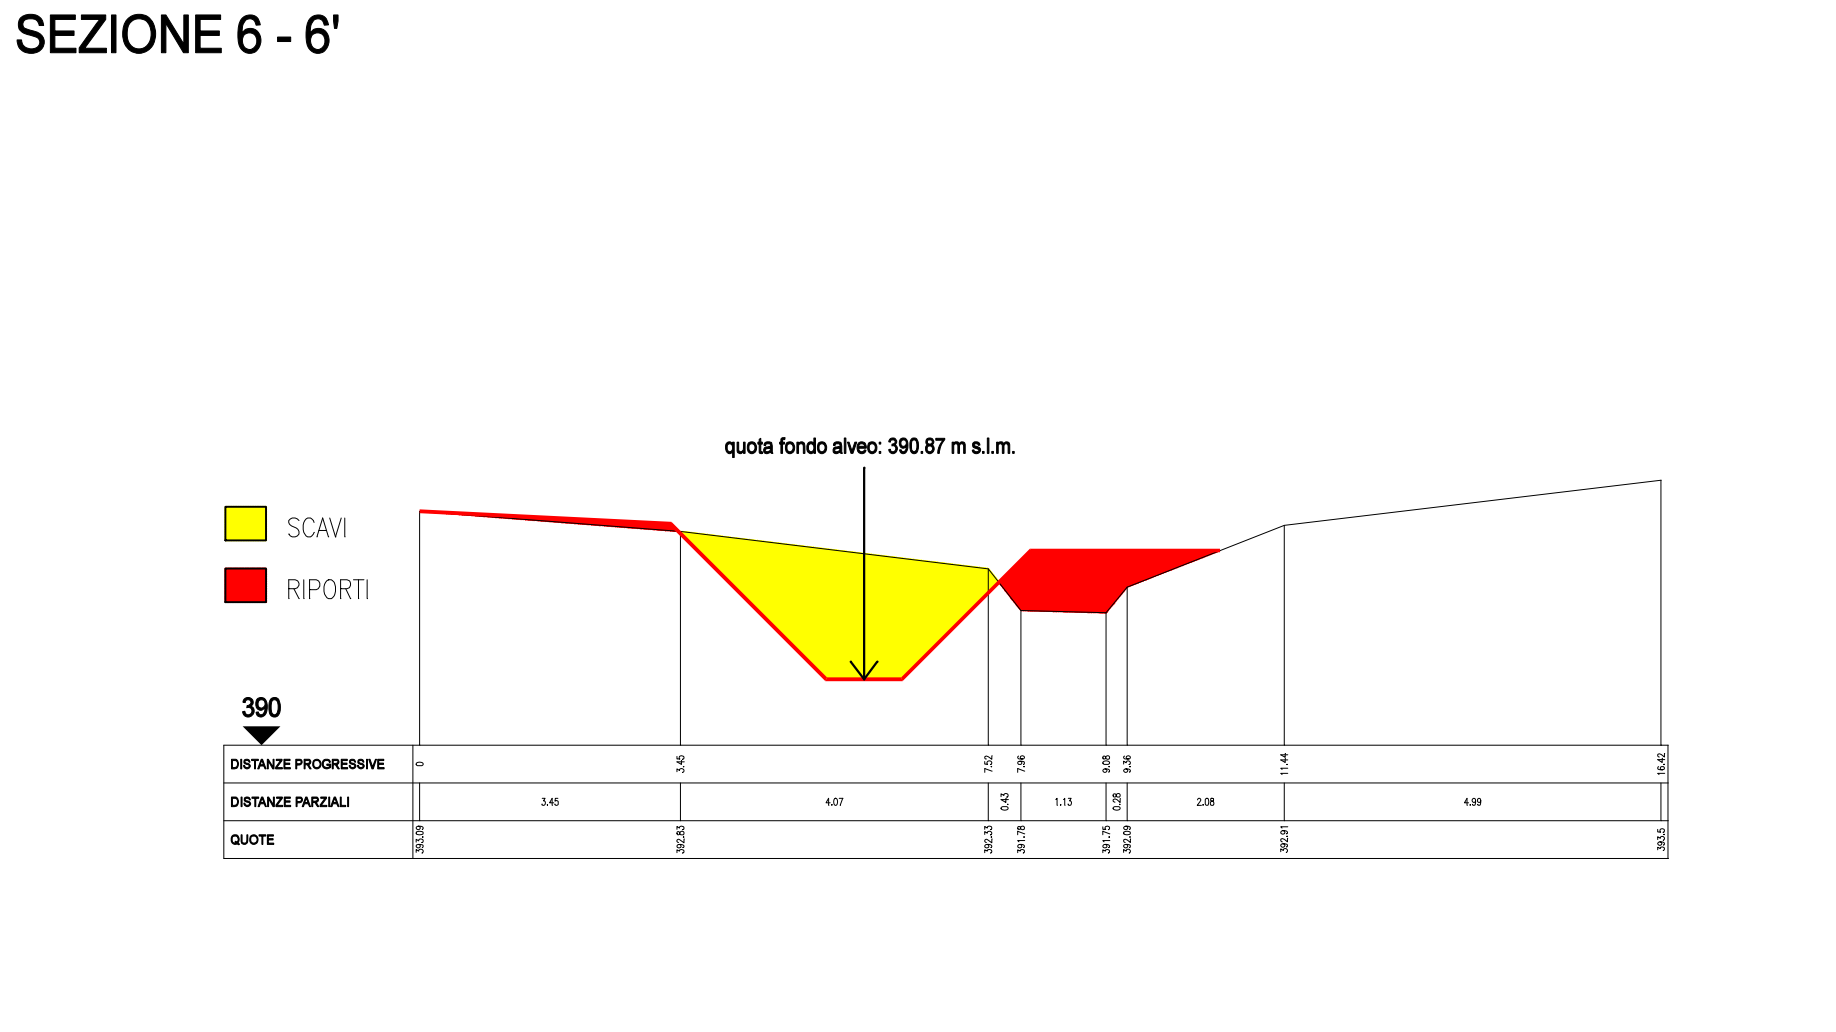 SEZIONE 6 - 6'
quota fondo alveo: 390.87 m s.l.m.
SCAVI
RIPORTI
390
DISTANZE PROGRESSIVE 0 3.45 7.52 7.96 9.08 9.36 11.44 16.42
DISTANZE PARZIALI 3.45 4.07 0.43 1.13 0.28 2.08 4.99
QUOTE 393.09 392.83 392.33 391.78 391.75 392.09 392.91 393.5